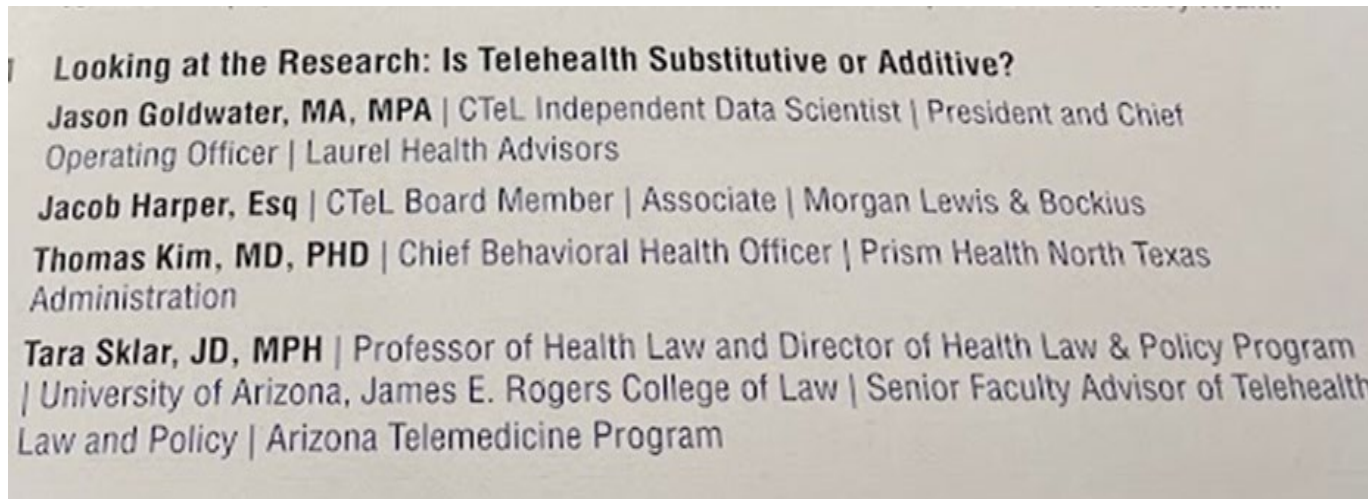 Looking at the Research: Is Telehealth Substitutive or Additive?
Jason Goldwater, MA, MPA | CTeL Independent Data Scientist | President and Chief
Operating Officer | Laurel Health Advisors
Jacob Harper, Esq | CTeL Board Member | Associate | Morgan Lewis & Bockius
Thomas Kim, MD, PHD | Chief Behavioral Health Officer | Prism Health North Texas
Administration
Tara Sklar, JD, MPH | Professor of Health Law and Director of Health Law & Policy Program
| University of Arizona, James E. Rogers College of Law | Senior Faculty Advisor of Telehealth
Law and Policy | Arizona Telemedicine Program